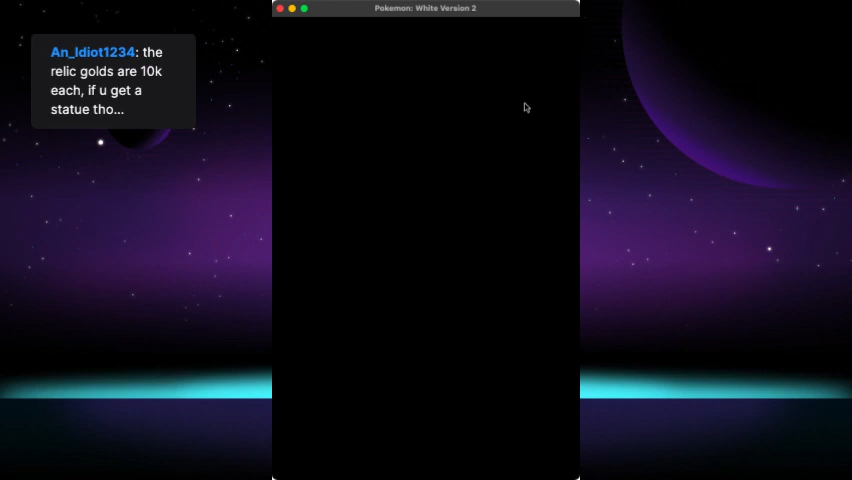 Pokemon: White Version 2
An_Idiot1234: the
relic golds are 10k
each, if u get a
statue tho...